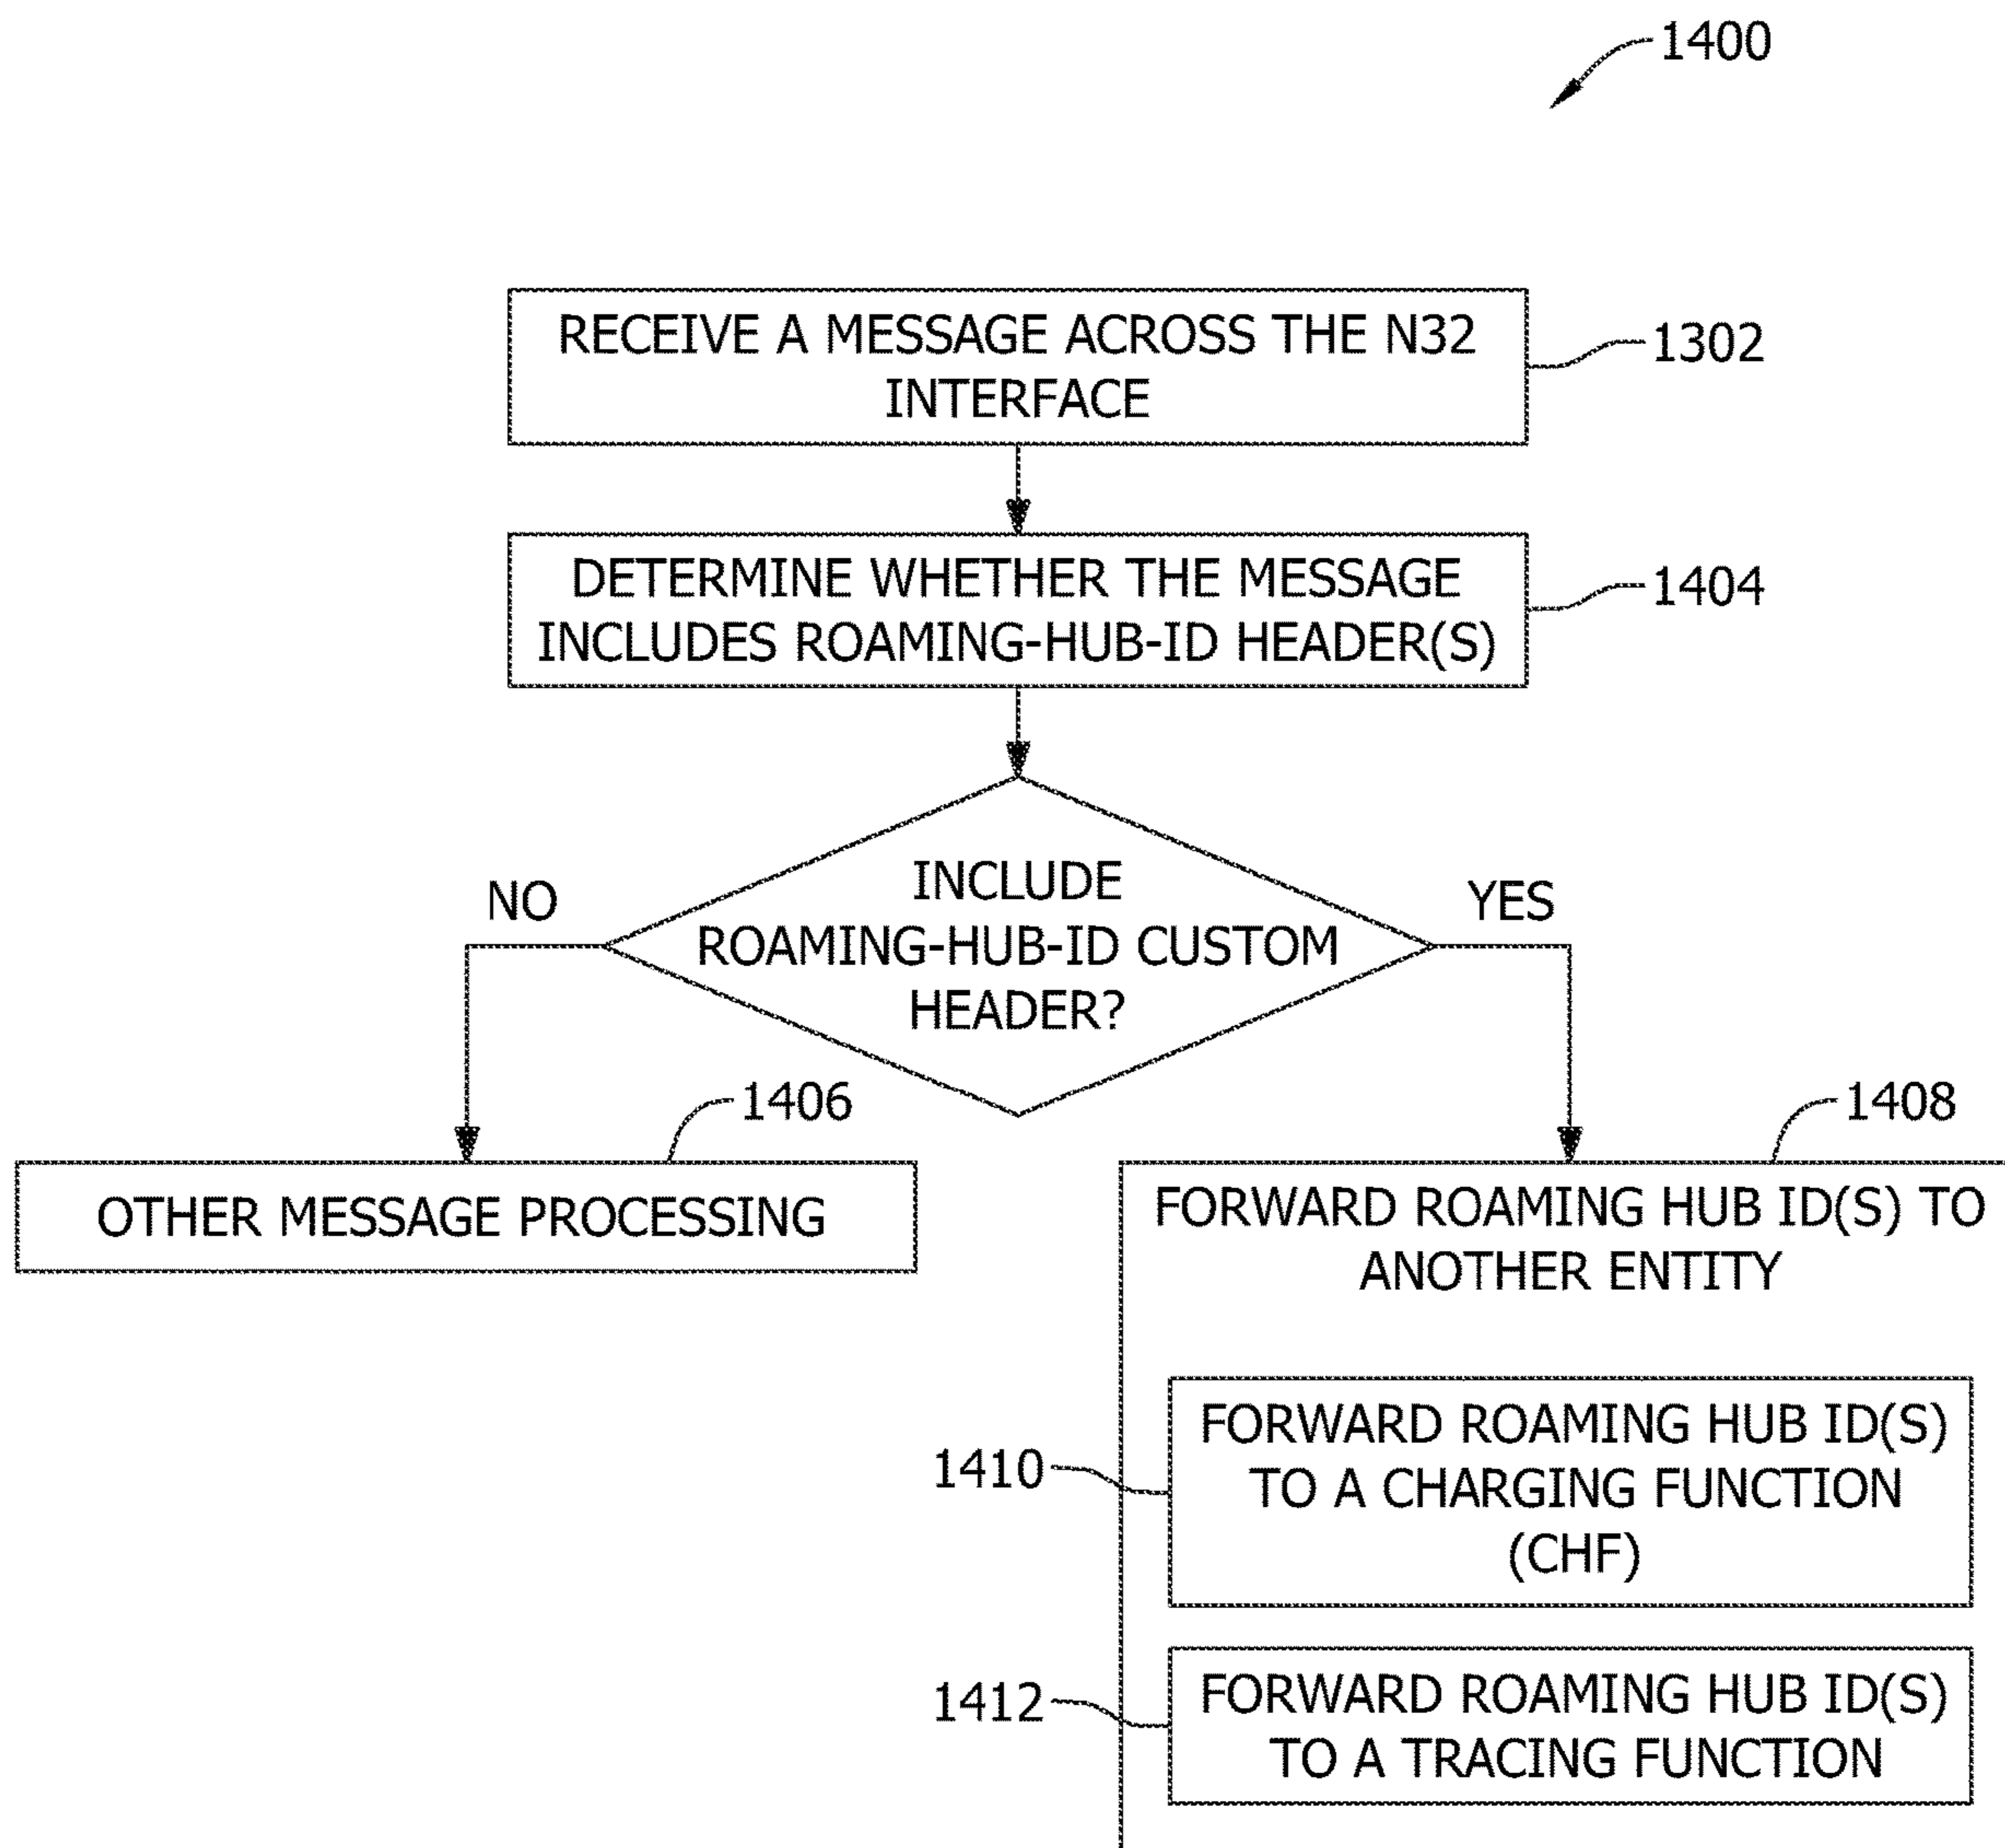 1400
RECEIVE A MESSAGE ACROSS THE N32
INTERFACE
1302
DETERMINE WHETHER THE MESSAGE
INCLUDES ROAMING-HUB-ID HEADER(S)
1404
INCLUDE
ROAMING-HUB-ID CUSTOM
HEADER?
NO
YES
1406
OTHER MESSAGE PROCESSING
1408
FORWARD ROAMING HUB ID(S) TO
ANOTHER ENTITY
1410
FORWARD ROAMING HUB ID(S)
TO A CHARGING FUNCTION
(CHF)
1412
FORWARD ROAMING HUB ID(S)
TO A TRACING FUNCTION